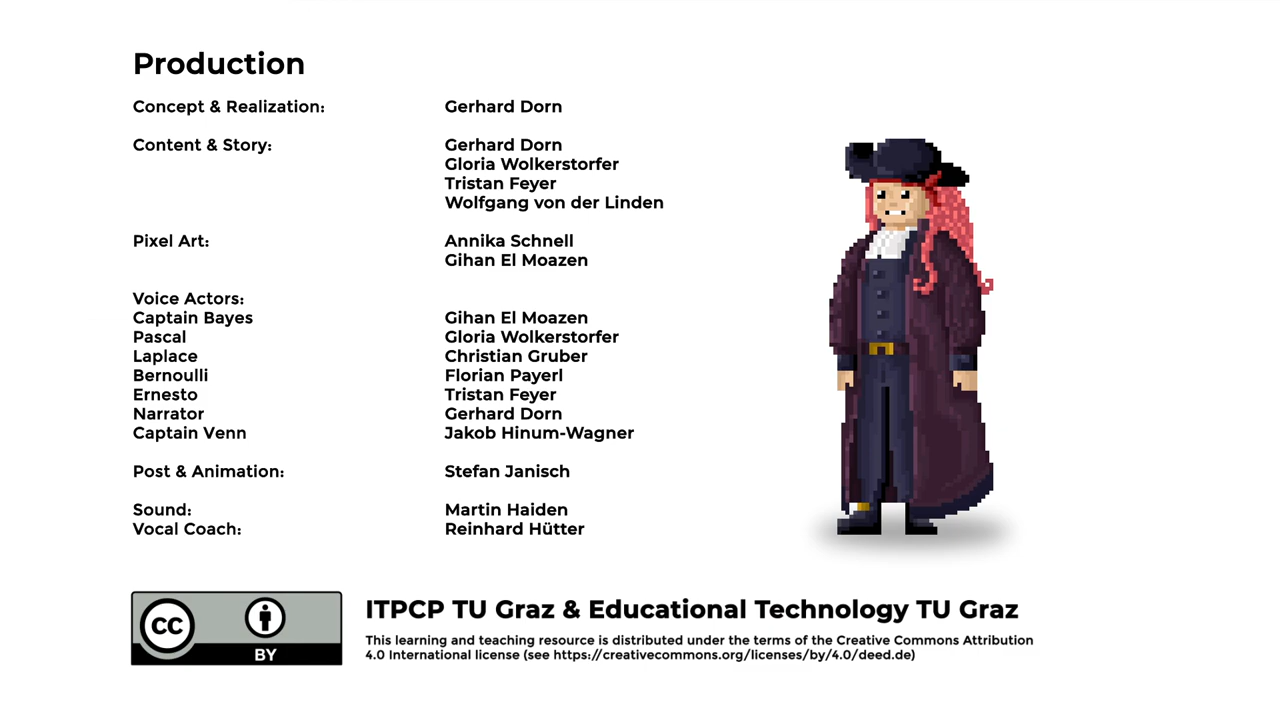 Production
Concept & Realization: Gerhard Dorn
Content & Story: Gerhard Dorn
Gloria Wolkerstorfer
Tristan Feyer
Wolfgang von der Linden
Pixel Art: Annika Schnell
Gihan El Moazen
Voice Actors:
Captain Bayes Gihan El Moazen
Pascal Gloria Wolkerstorfer
Laplace Christian Gruber
Bernoulli Florian Payerl
Ernesto Tristan Feyer
Narrator Gerhard Dorn
Captain Venn Jakob Hinum-Wagner
Post & Animation: Stefan Janisch
Sound: Martin Haiden
Vocal Coach: Reinhard Hütter
CC
BY
ITPCP TU Graz & Educational Technology TU Graz
This learning and teaching resource is distributed under the terms of the Creative Commons Attribution
4.0 International license (see https://creativecommons.org/licenses/by/4.0/deed.de)